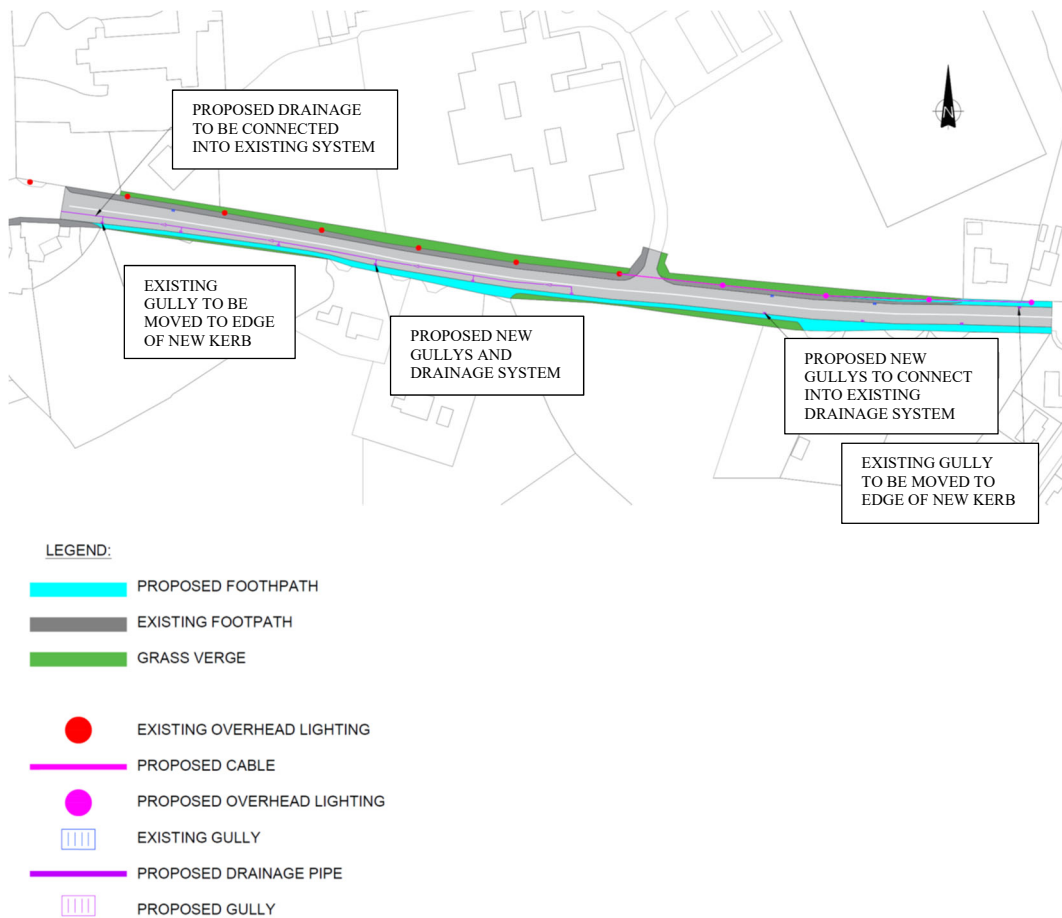 PROPOSED DRAINAGE
TO BE CONNECTED
INTO EXISTING SYSTEM
N
EXISTING
GULLY TO BE
MOVED TO EDGE
OF NEW KERB
PROPOSED NEW
GULLYS AND
DRAINAGE SYSTEM
PROPOSED NEW
GULLYS TO CONNECT
INTO EXISTING
DRAINAGE SYSTEM
EXISTING GULLY
TO BE MOVED TO
EDGE OF NEW KERB
LEGEND:
PROPOSED FOOTHPATH
EXISTING FOOTPATH
GRASS VERGE
EXISTING OVERHEAD LIGHTING
PROPOSED CABLE
PROPOSED OVERHEAD LIGHTING
EXISTING GULLY
PROPOSED DRAINAGE PIPE
PROPOSED GULLY